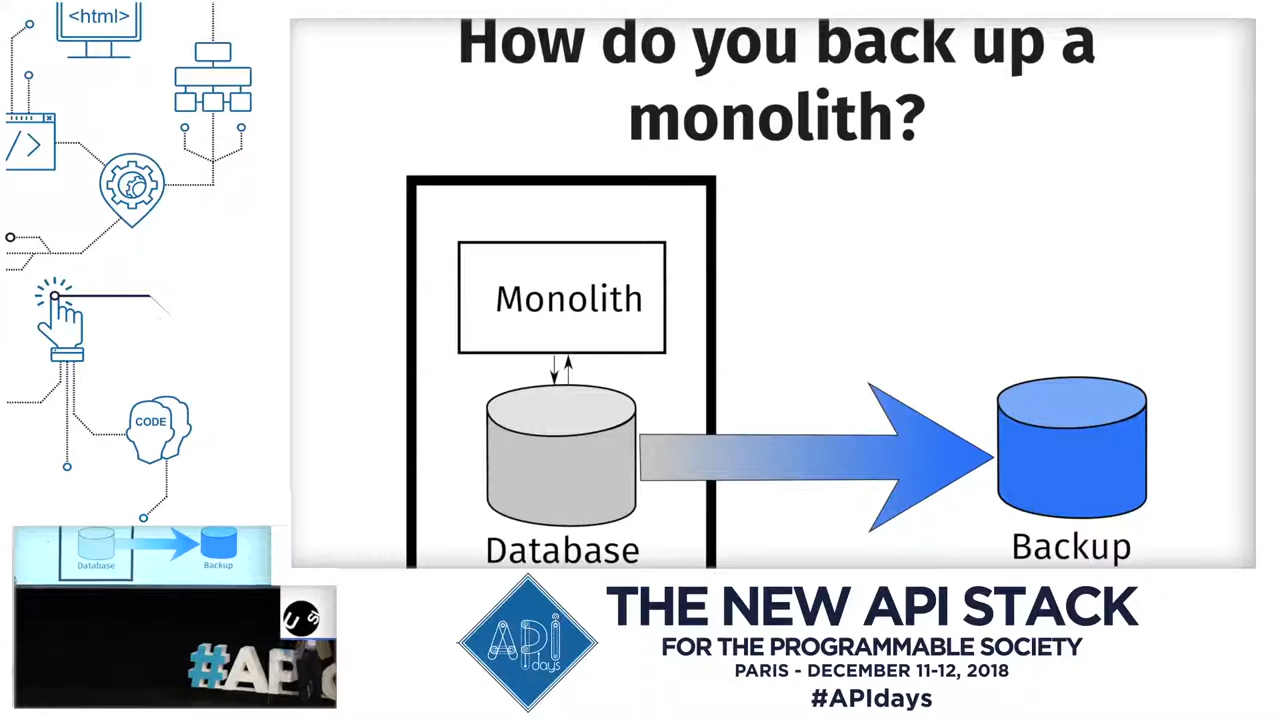 <html>
How do you back up a
monolith?
</>
Monolith
CODE
Database
Backup
Database
Backup
#AP
API
days
THE NEW API STACK
FOR THE PROGRAMMABLE SOCIETY
PARIS - DECEMBER 11-12, 2018
#APIdays